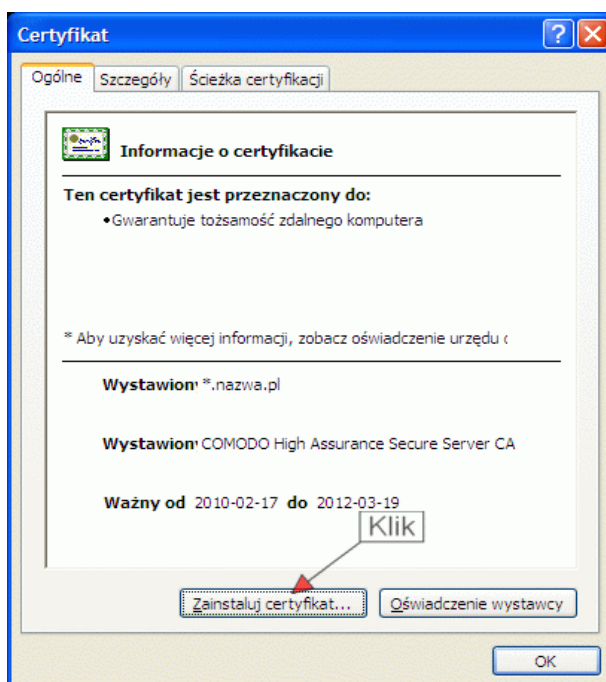 Certyfikat
Ogólne Szczegóły Ścieżka certyfikacji
Informacje o certyfikacie
Ten certyfikat jest przeznaczony do:
•Gwarantuje tożsamość zdalnego komputera
* Aby uzyskać więcej informacji, zobacz oświadczenie urzędu c
Wystawion *.nazwa.pl
Wystawion COMODO High Assurance Secure Server CA
Ważny od 2010-02-17 do 2012-03-19
Klik
Zainstaluj certyfikat... Oświadczenie wystawcy
OK